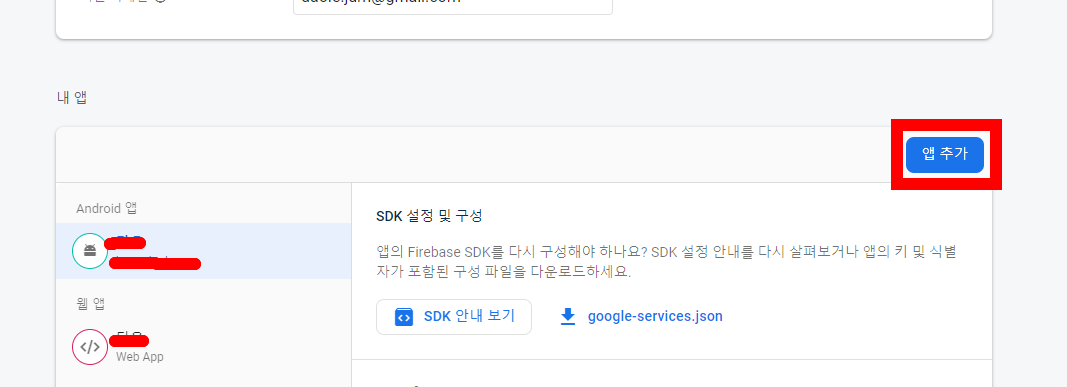 내 앱
앱 추가
Android 앱
SDK 설정 및 구성
앱의 Firebase SDK를 다시 구성해야 하나요? SDK 설정 안내를 다시 살펴보거나 앱의 키 및 식별
자가 포함된 구성 파일을 다운로드하세요.
SDK 안내 보기
google-services.json
웹 앱
Web App